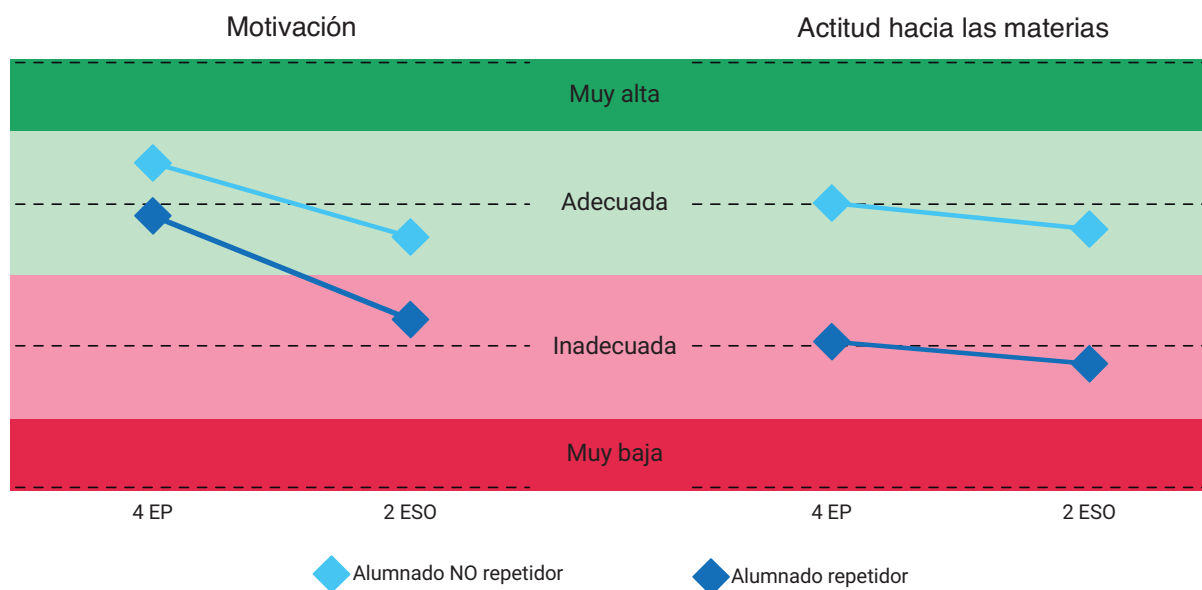 Motivación
Actitud hacia las materias
Muy alta
Adecuada
Inadecuada
Muy baja
4 EP
2 ESO
4 EP
2 ESO
Alumnado NO repetidor
Alumnado repetidor